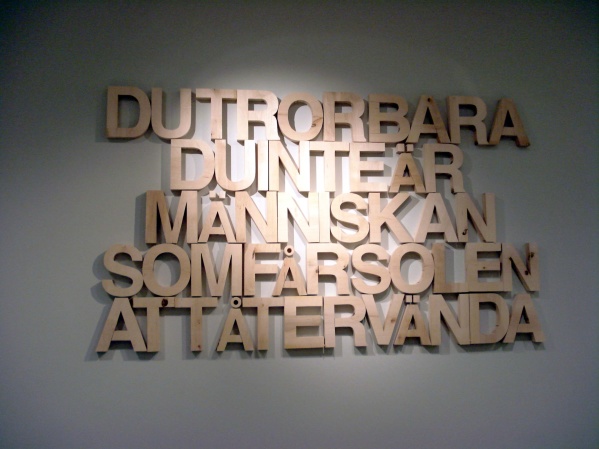 DUTRORBARA
DUINTEÄR
MÄNNISKAN
SOMFÅRSOLEN
ATTÅTERVÄNDA